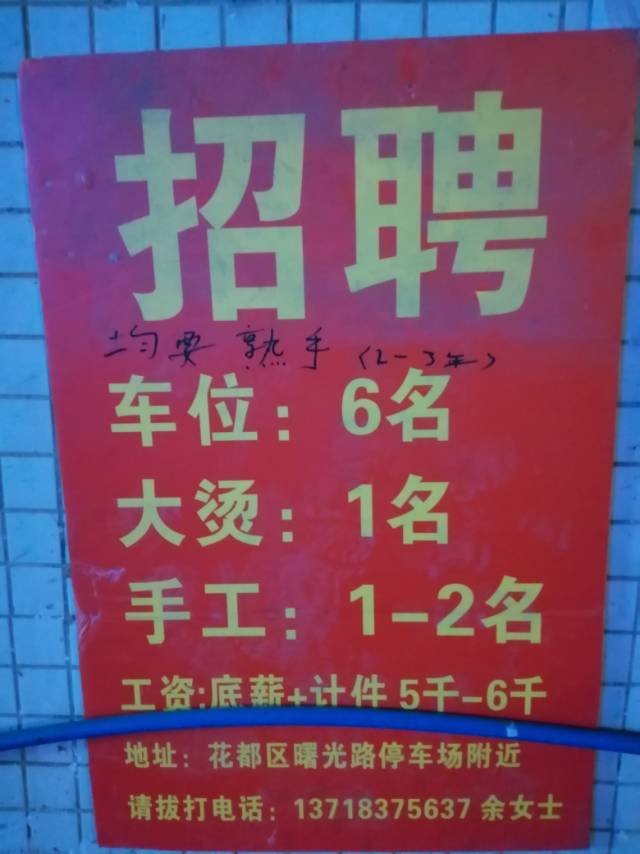 招聘
均要熟手(2-3年)
车位：6名
大烫：1名
手工：1-2名
工资:底薪+计件 5千-6千
地址：花都区曙光路停车场附近
请拔打电话：13718375637 余女士